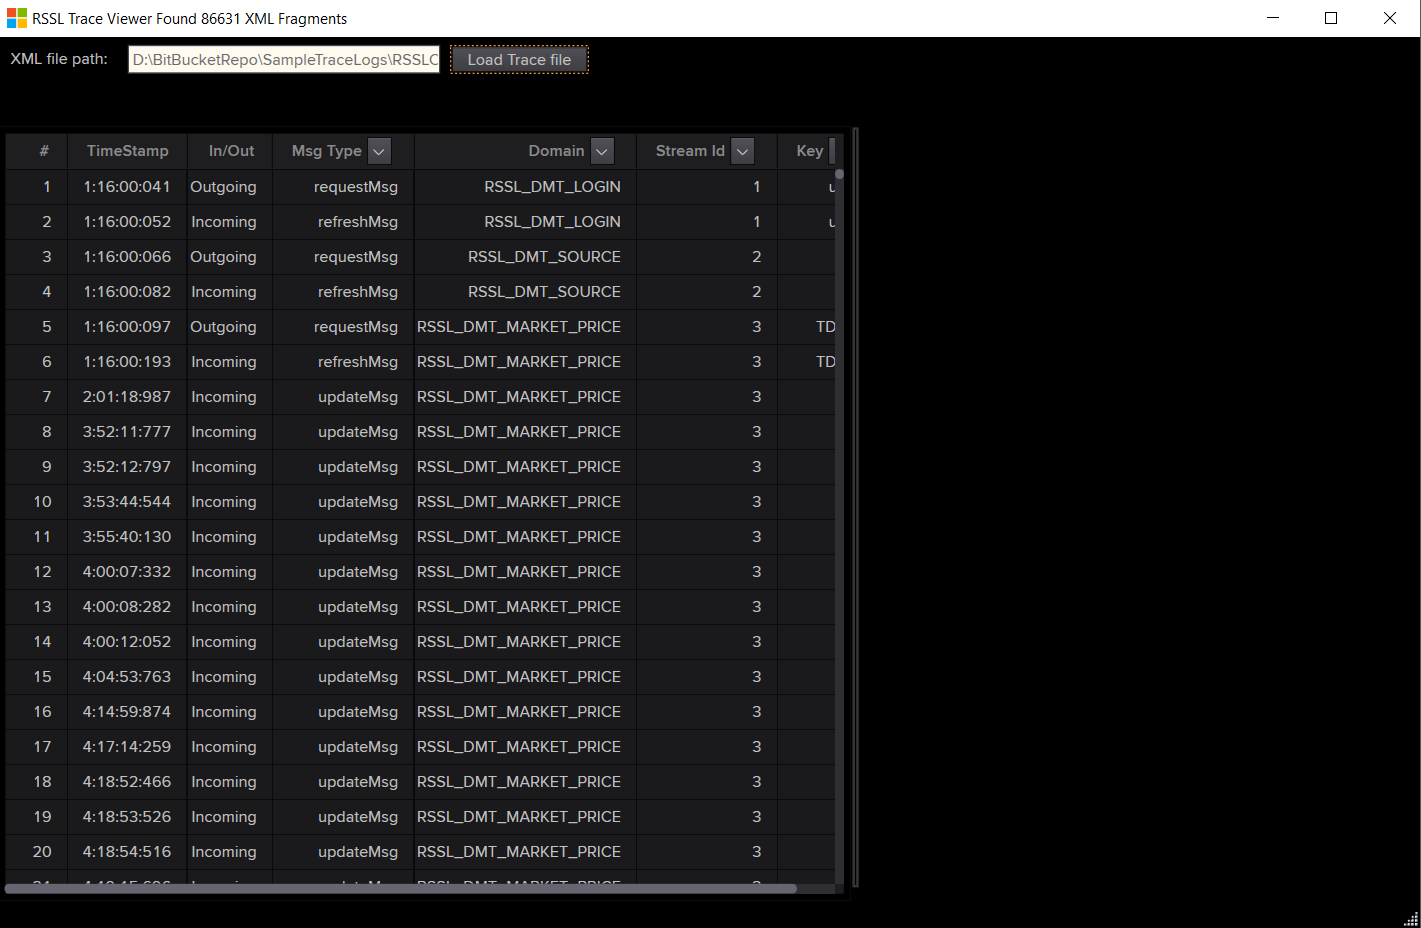 RSSL Trace Viewer Found 86631 XML Fragments
XML file path: D:\BitBucketRepo\SampleTraceLogs\RSSLC Load Trace file
# TimeStamp In/Out Msg Type Domain Stream Id Key
1 1:16:00:041 Outgoing requestMsg RSSL_DMT_LOGIN 1 u
2 1:16:00:052 Incoming refreshMsg RSSL_DMT_LOGIN 1 u
3 1:16:00:066 Outgoing requestMsg RSSL_DMT_SOURCE 2
4 1:16:00:082 Incoming refreshMsg RSSL_DMT_SOURCE 2
5 1:16:00:097 Outgoing requestMsg RSSL_DMT_MARKET_PRICE 3 TD
6 1:16:00:193 Incoming refreshMsg RSSL_DMT_MARKET_PRICE 3 TD
7 2:01:18:987 Incoming updateMsg RSSL_DMT_MARKET_PRICE 3
8 3:52:11:777 Incoming updateMsg RSSL_DMT_MARKET_PRICE 3
9 3:52:12:797 Incoming updateMsg RSSL_DMT_MARKET_PRICE 3
10 3:53:44:544 Incoming updateMsg RSSL_DMT_MARKET_PRICE 3
11 3:55:40:130 Incoming updateMsg RSSL_DMT_MARKET_PRICE 3
12 4:00:07:332 Incoming updateMsg RSSL_DMT_MARKET_PRICE 3
13 4:00:08:282 Incoming updateMsg RSSL_DMT_MARKET_PRICE 3
14 4:00:12:052 Incoming updateMsg RSSL_DMT_MARKET_PRICE 3
15 4:04:53:763 Incoming updateMsg RSSL_DMT_MARKET_PRICE 3
16 4:14:59:874 Incoming updateMsg RSSL_DMT_MARKET_PRICE 3
17 4:17:14:259 Incoming updateMsg RSSL_DMT_MARKET_PRICE 3
18 4:18:52:466 Incoming updateMsg RSSL_DMT_MARKET_PRICE 3
19 4:18:53:526 Incoming updateMsg RSSL_DMT_MARKET_PRICE 3
20 4:18:54:516 Incoming updateMsg RSSL_DMT_MARKET_PRICE 3